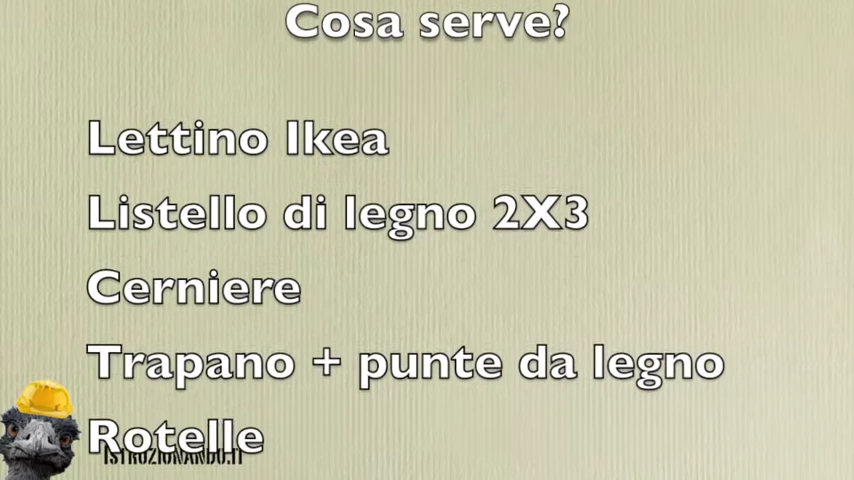 Cosa serve?
Lettino Ikea
Listello di legno 2X3
Cerniere
Trapano + punte da legno
Rotelle
ISTRUZIONANDO.IT